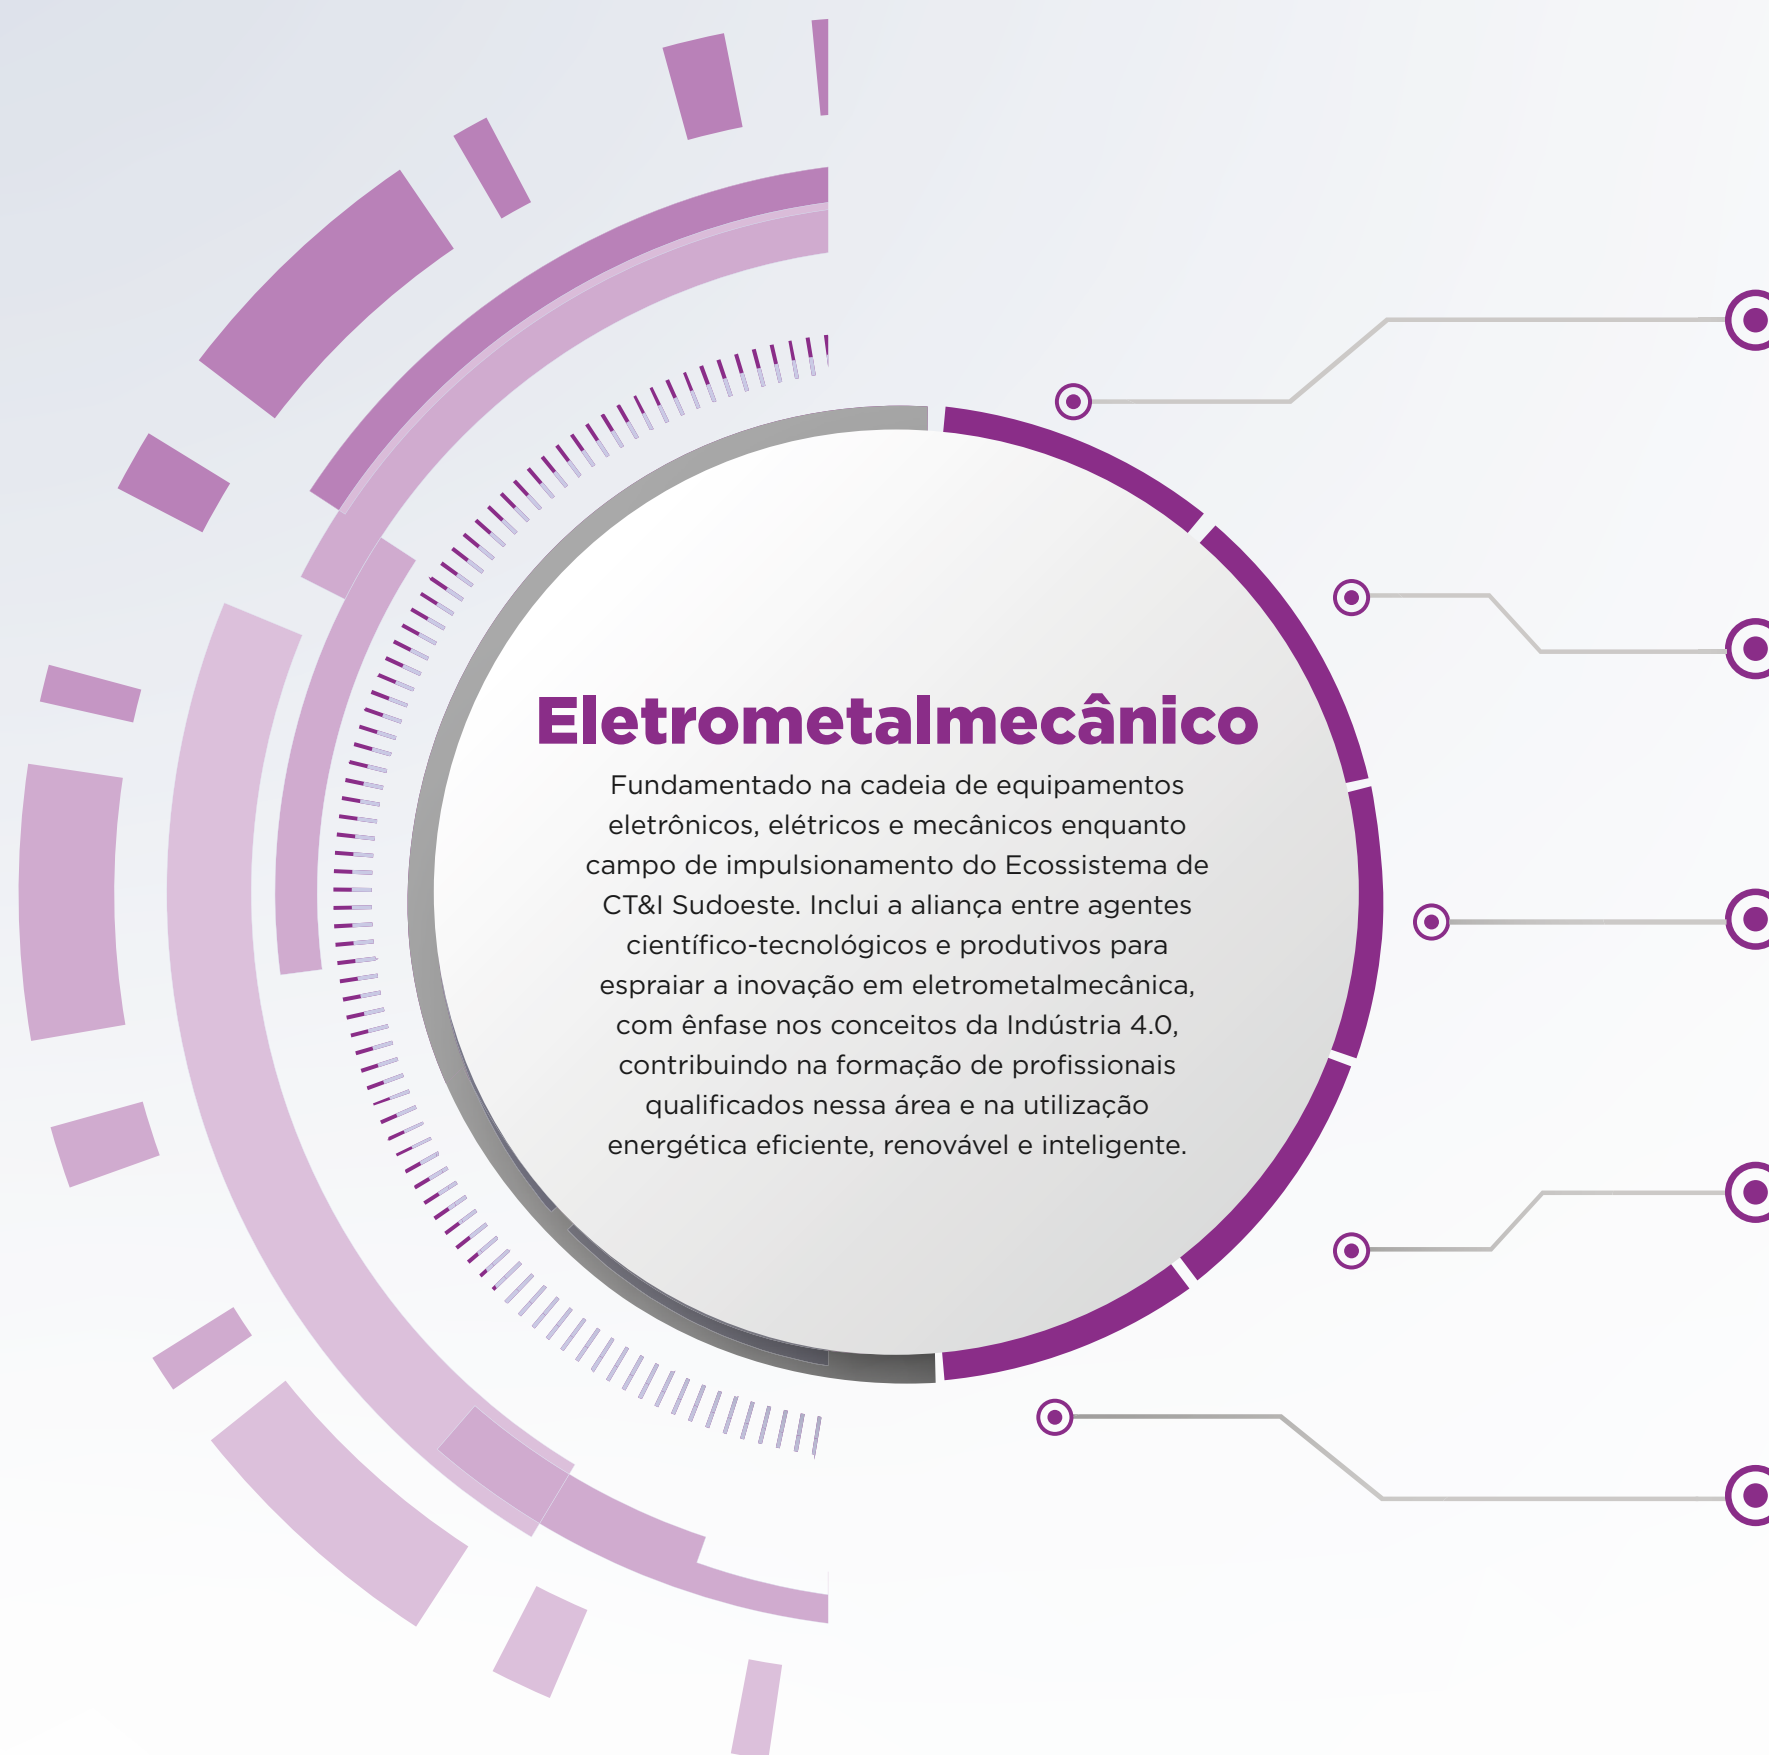 Eletrometalmecânico
Fundamentado na cadeia de equipamentos
eletrônicos, elétricos e mecânicos enquanto
campo de impulsionamento do Ecossistema de
CT&I Sudoeste. Inclui a aliança entre agentes
científico-tecnológicos e produtivos para
espraiar a inovação em eletrometalmecânica,
com ênfase nos conceitos da Indústria 4.0,
contribuindo na formação de profissionais
qualificados nessa área e na utilização
energética eficiente, renovável e inteligente.